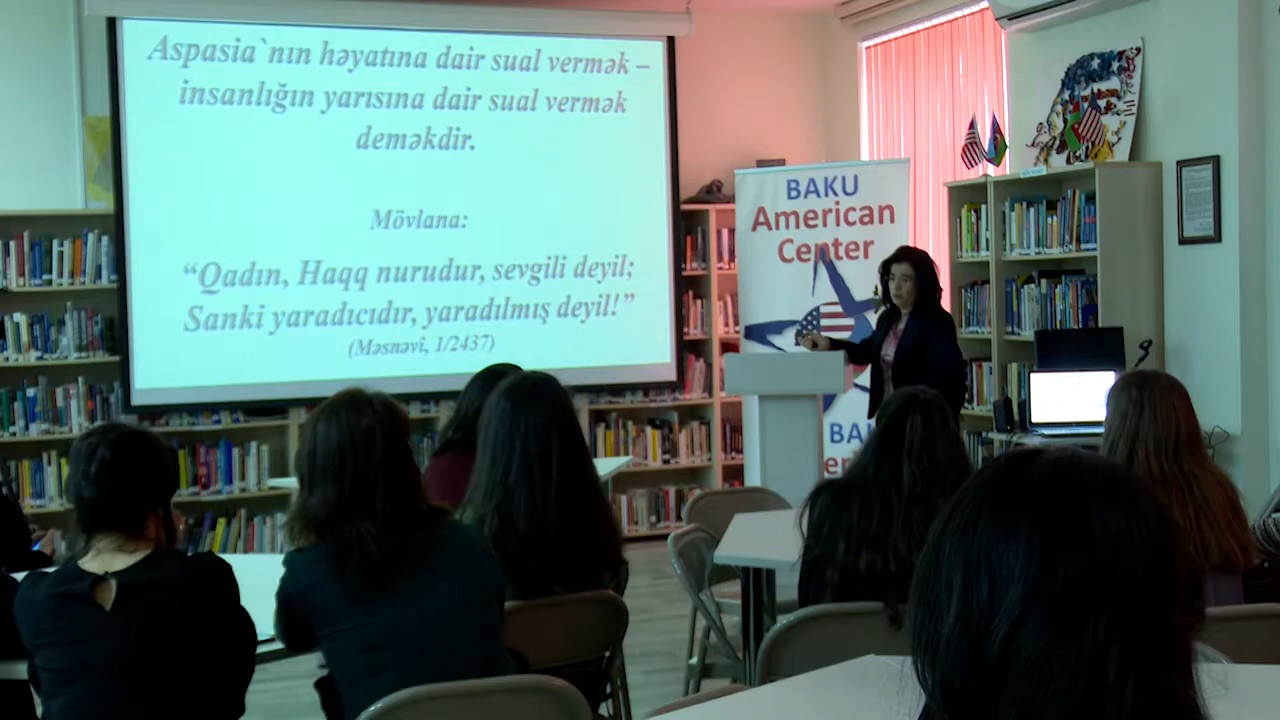 Aspasia`nın həyatına dair sual vermək –
insanlığın yarısına dair sual vermək
deməkdir.
Mövlana:
“Qadın, Haqq nurudur, sevgili deyil;
Sanki yaradıcıdır, yaradılmış deyil!”
(Məsnəvi, 1/2437)
BAKU
American
Center